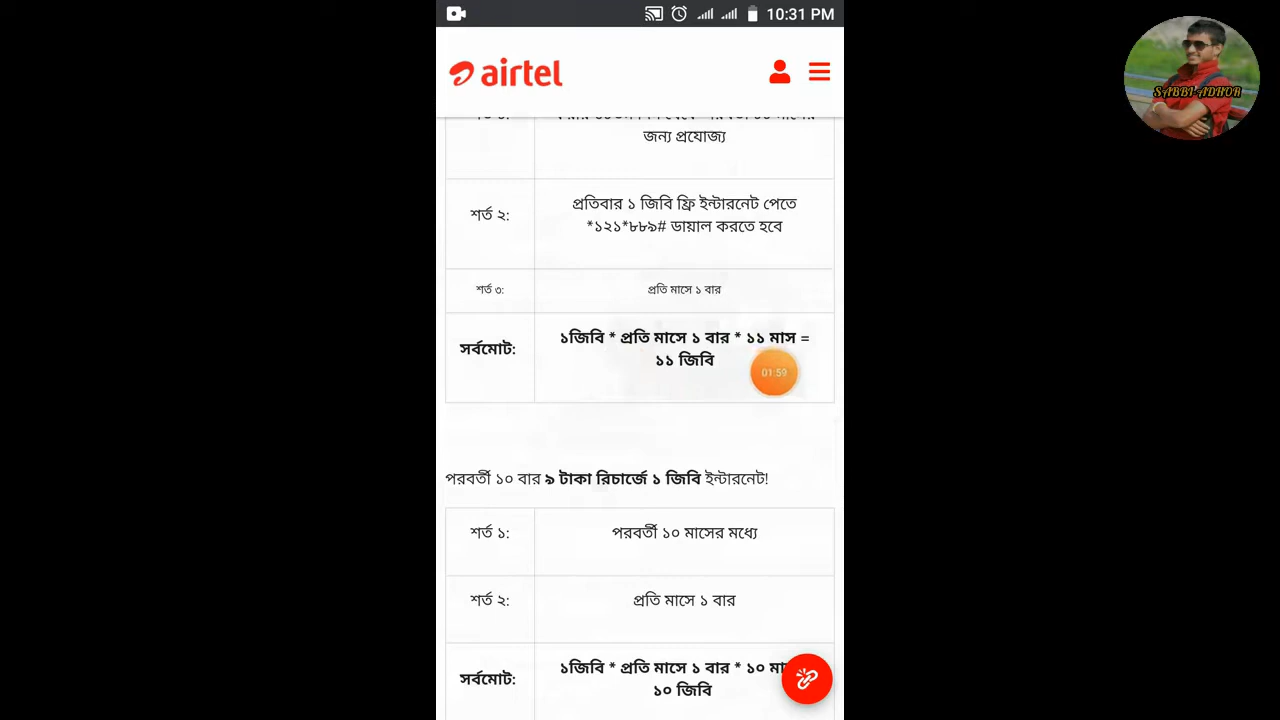 10:31 PM
airtel
SABBI ADHOR
জন্য প্রযোজ্য
শর্ত ২:
প্রতিবার ১ জিবি ফ্রি ইন্টারনেট পেতে
*১২১*৮৮৯# ডায়াল করতে হবে
শর্ত ৩:
প্রতি মাসে ১ বার
সর্বমোট:
১জিবি * প্রতি মাসে ১ বার * ১১ মাস =
১১ জিবি
01:59
পরবর্তী ১০ বার ৯ টাকা রিচার্জে ১ জিবি ইন্টারনেট!
শর্ত ১:
পরবর্তী ১০ মাসের মধ্যে
শর্ত ২:
প্রতি মাসে ১ বার
সর্বমোট:
১জিবি * প্রতি মাসে ১ বার * ১০
১০ জিবি